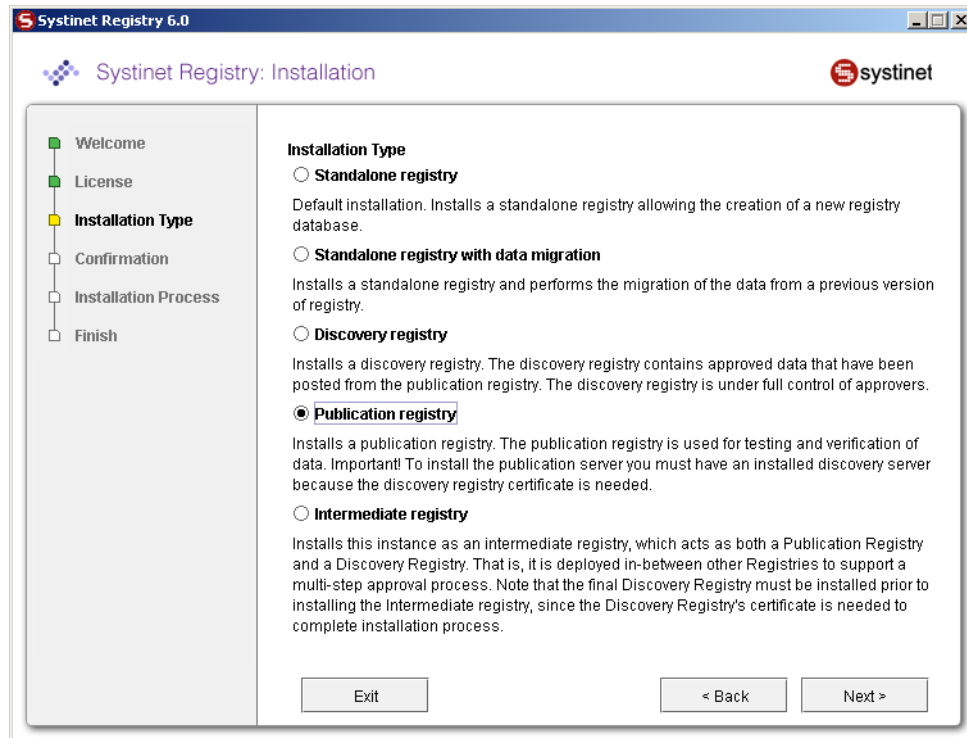 Systinet Registry 6.0
Systinet Registry: Installation
systinet
Welcome
License
Installation Type
Confirmation
Installation Process
Finish
Installation Type
Standalone registry
Default installation. Installs a standalone registry allowing the creation of a new registry
database.
Standalone registry with data migration
Installs a standalone registry and performs the migration of the data from a previous version
of registry.
Discovery registry
Installs a discovery registry. The discovery registry contains approved data that have been
posted from the publication registry. The discovery registry is under full control of approvers.
Publication registry
Installs a publication registry. The publication registry is used for testing and verification of
data. Important! To install the publication server you must have an installed discovery server
because the discovery registry certificate is needed.
Intermediate registry
Installs this instance as an intermediate registry, which acts as both a Publication Registry
and a Discovery Registry. That is, it is deployed in-between other Registries to support a
multi-step approval process. Note that the final Discovery Registry must be installed prior to
installing the Intermediate registry, since the Discovery Registry's certificate is needed to
complete installation process.
Exit
< Back
Next >